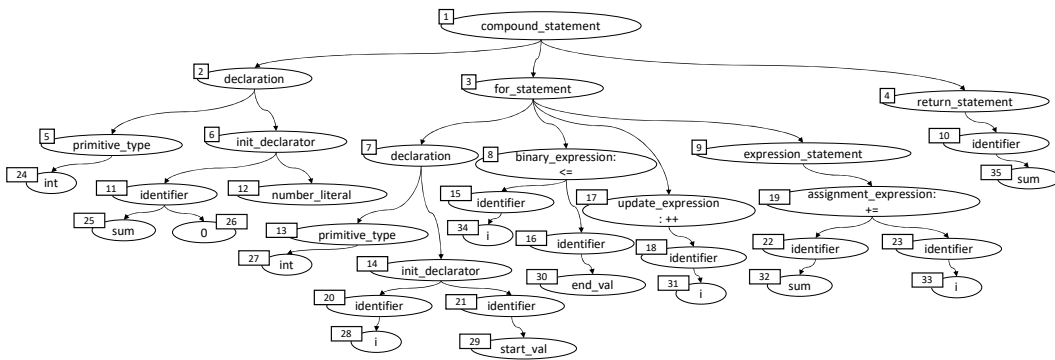 1
compound_statement
2
declaration
3
for_statement
4
return_statement
5
primitive_type
6
init_declarator
7
declaration
8
binary_expression:
<=
9
expression_statement
10
identifier
24
int
11
identifier
12
number_literal
15
identifier
17
update_expression
: ++
19
assignment_expression:
+=
35
sum
25
sum
26
0
13
primitive_type
34
i
16
identifier
18
identifier
22
identifier
23
identifier
27
int
14
init_declarator
30
end_val
31
i
32
sum
33
i
20
identifier
21
identifier
28
i
29
start_val